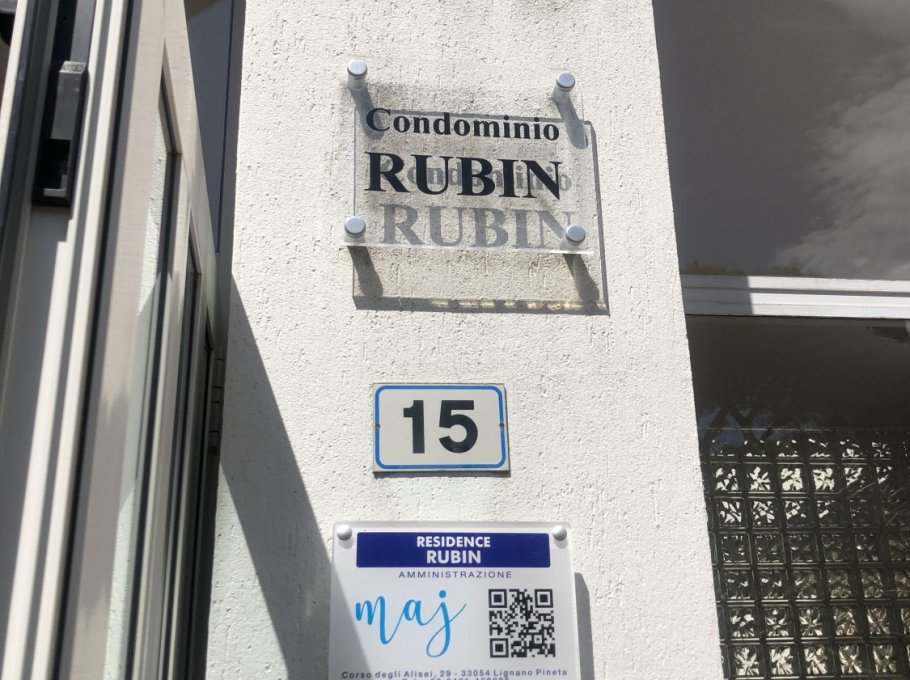 Condominio
RUBIN
15
RESIDENCE
RUBIN
AMMINISTRAZIONE
maj
Corso degli Alisei, 29 - 33054 Lignano Pineta